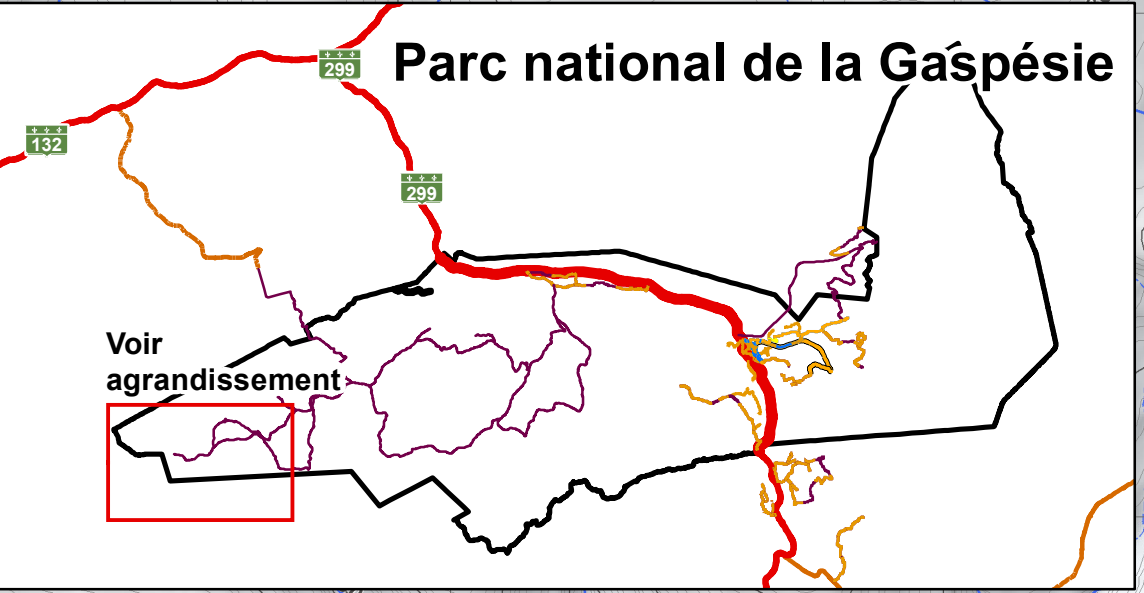 Parc national de la Gaspésie
299
132
299
Voir
agrandissement